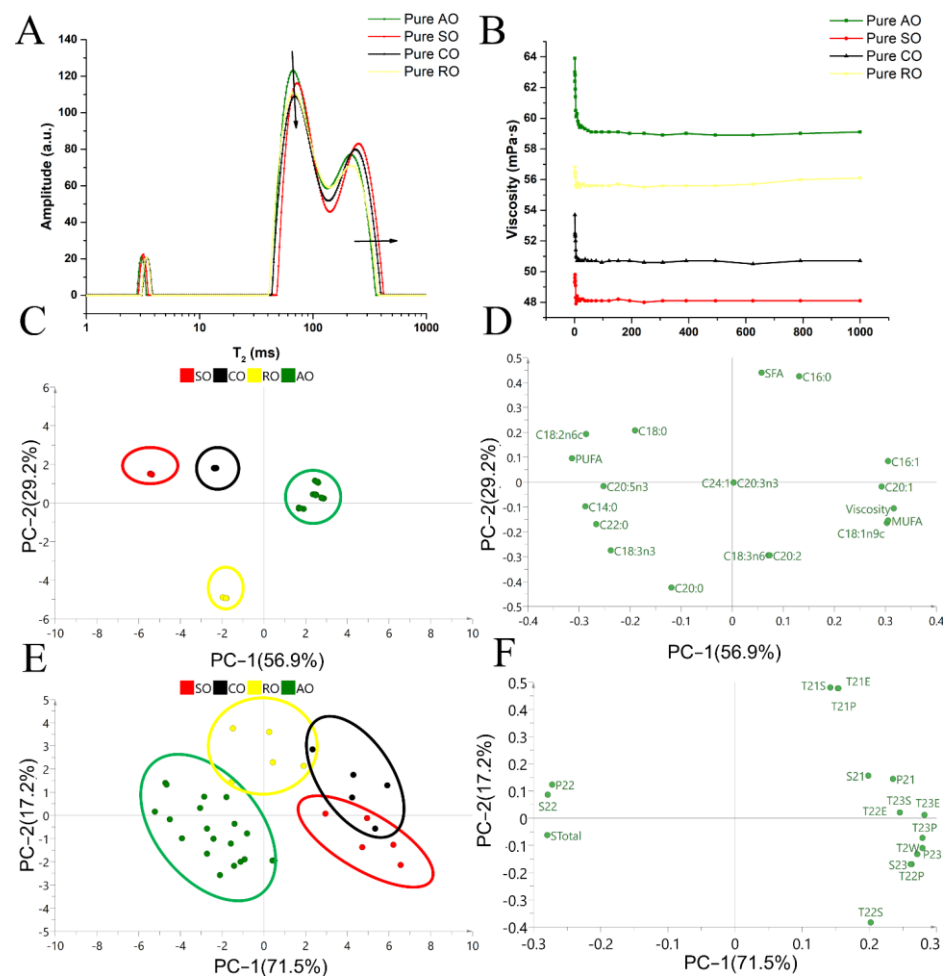 A
Pure AO
Pure SO
Pure CO
Pure RO
140
120
100
80
60
40
20
0
Amplitude (a.u.)
1 10 100 1000
T2 (ms)
B
Pure AO
Pure SO
Pure CO
Pure RO
64
62
60
58
56
54
52
50
48
Viscosity (mPa·s)
0 200 400 600 800 1000
C
SO CO RO AO
6
4
2
0
-2
-4
-6
PC-2(29.2%)
-10 -8 -6 -4 -2 0 2 4 6 8 10
PC-1(56.9%)
D
0.5
0.4
0.3
0.2
0.1
0
-0.1
-0.2
-0.3
-0.4
-0.5
PC-2(29.2%)
SFA C16:0
C18:2n6c C18:0
PUFA C16:1
C20:5n3 C24:1 C20:3n3 C20:1
C14:0 Viscosity
C22:0 MUFA
C18:1n9c
C18:3n3 C18:3n6 C20:2
C20:0
-0.4 -0.3 -0.2 -0.1 0 0.1 0.2 0.3 0.4
PC-1(56.9%)
E
SO CO RO AO
5
4
3
2
1
0
-1
-2
-3
-4
-5
PC-2(17.2%)
-10 -8 -6 -4 -2 0 2 4 6 8 10
PC-1(71.5%)
F
0.5
0.4
0.3
0.2
0.1
0
-0.1
-0.2
-0.3
-0.4
PC-2(17.2%)
T21S T21E
T21P
S21 P21
P22
S22 T23S T23E
T22E
STotal T23P
T2W P23
S23
T22P
T22S
-0.3 -0.2 -0.1 0 0.1 0.2 0.3
PC-1(71.5%)